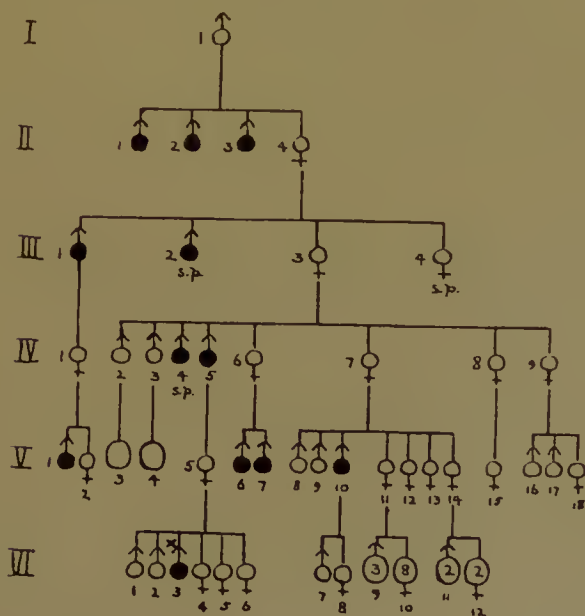 I 1
II 1 2 3 4
III 1 2 3 4
s.p. s.p.
IV 1 2 3 4 5 6 7 8 9
s.p.
V 1 2 3 4 5 6 7 8 9 10 11 12 13 14 15 16 17 18
x
VI 1 2 3 4 5 6 7 8 3 9 8 10 2 11 2 12